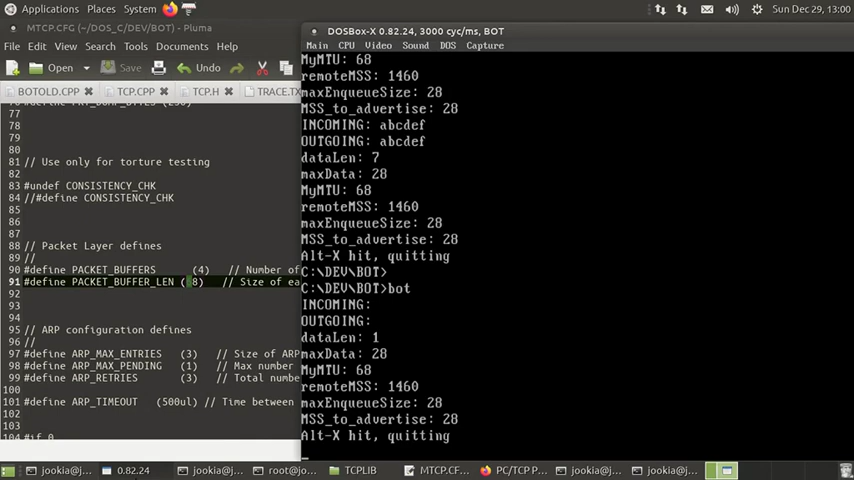 Applications Places System Sun Dec 29, 13:00
MTCP.CFG (~/DOS_C/DEV/BOT) - Pluma
File Edit View Search Tools Documents Help
Open Save Undo
BOTOLD.CPP TCP.CPP TCP.H TRACE.TX
77
78
79
80
81 // Use only for torture testing
82
83 #undef CONSISTENCY_CHK
84 //#define CONSISTENCY_CHK
85
86
87
88 // Packet Layer defines
89 //
90 #define PACKET_BUFFERS (4) // Number of
91 #define PACKET_BUFFER_LEN ( 8) // Size of ea
92
93
94
95 // ARP configuration defines
96 //
97 #define ARP_MAX_ENTRIES (3) // Size of ARP
98 #define ARP_MAX_PENDING (1) // Max number
99 #define ARP_RETRIES (3) // Total numbe
100
101 #define ARP_TIMEOUT (500ul) // Time between
102
103
104 #if 0
DOSBox-X 0.82.24, 3000 cyc/ms, BOT
Main CPU Video Sound DOS Capture
MyMTU: 68
remoteMSS: 1460
maxEnqueueSize: 28
MSS_to_advertise: 28
INCOMING: abcdef
OUTGOING: abcdef
dataLen: 7
maxData: 28
MyMTU: 68
remoteMSS: 1460
maxEnqueueSize: 28
MSS_to_advertise: 28
Alt-X hit, quitting
C:\DEV\BOT>
C:\DEV\BOT>bot
INCOMING:
OUTGOING:
dataLen: 1
maxData: 28
MyMTU: 68
remoteMSS: 1460
maxEnqueueSize: 28
MSS_to_advertise: 28
Alt-X hit, quitting
jookia@j... 0.82.24 jookia@j... root@jo... TCPLIB MTCP.CF... PC/TCP P... jookia@j... jookia@j...